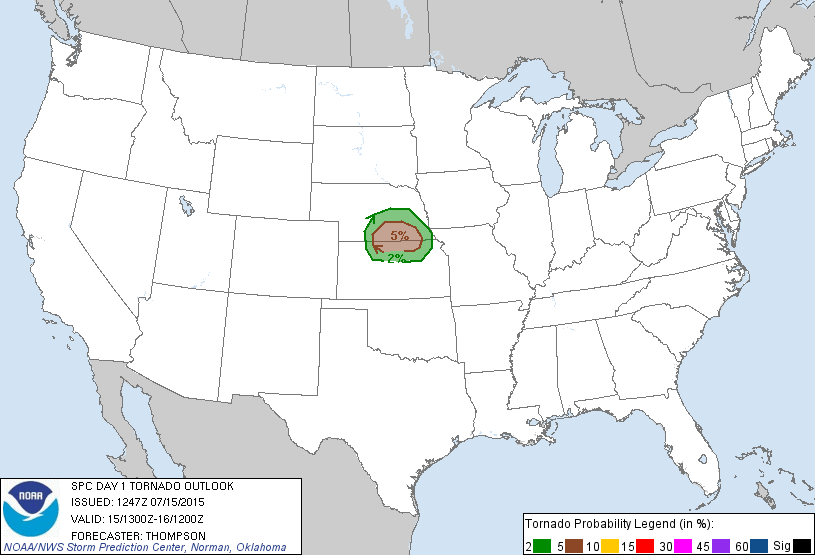 5%
2%
NOAA
SPC DAY 1 TORNADO OUTLOOK
ISSUED: 1247Z 07/15/2015
VALID: 15/1300Z-16/1200Z
FORECASTER: THOMPSON
NOAA/NWS Storm Prediction Center, Norman, Oklahoma
Tornado Probability Legend (in %):
2 5 10 15 30 45 60 Sig